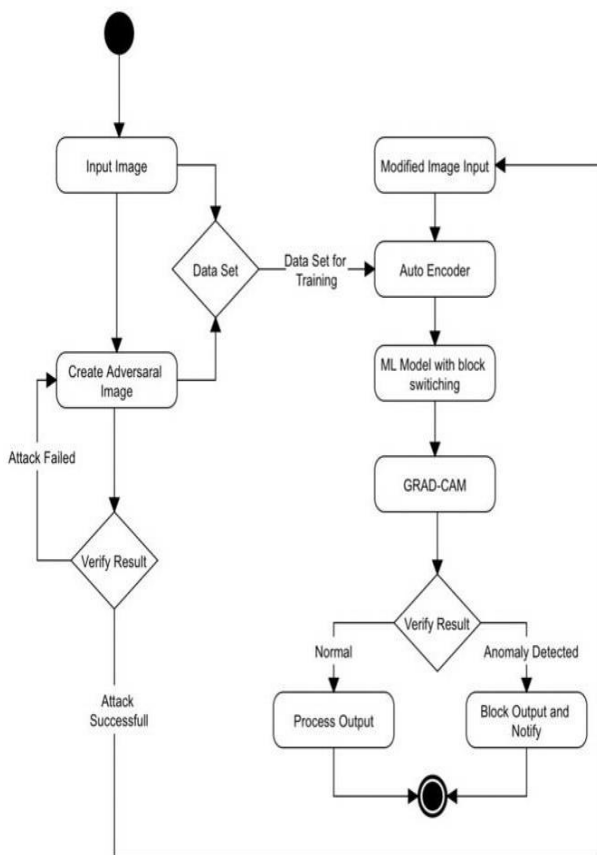 Input Image
Modified Image Input
Data Set
Data Set for
Training
Auto Encoder
Create Adversaral
Image
ML Model with block
switiching
Attack Failed
GRAD-CAM
Verify Result
Verify Result
Normal
Anomaly Detected
Attack
Successfull
Process Output
Block Output and
Notify